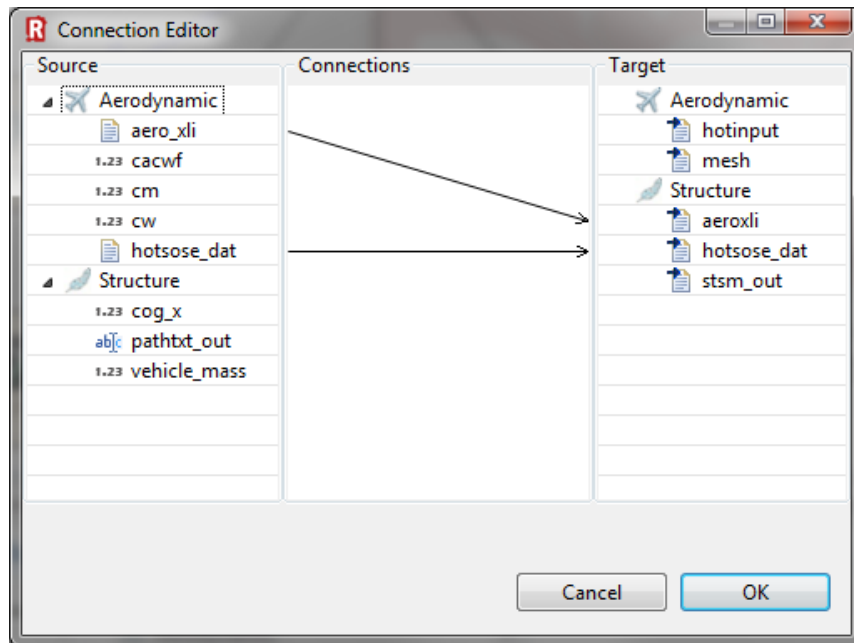 R Connection Editor
Source
Connections
Target
Aerodynamic
aero_xli
1.23 cacwf
1.23 cm
1.23 cw
hotsose_dat
Structure
1.23 cog_x
abc pathtxt_out
1.23 vehicle_mass
Aerodynamic
hotinput
mesh
Structure
aeroxli
hotsose_dat
stsm_out
Cancel
OK